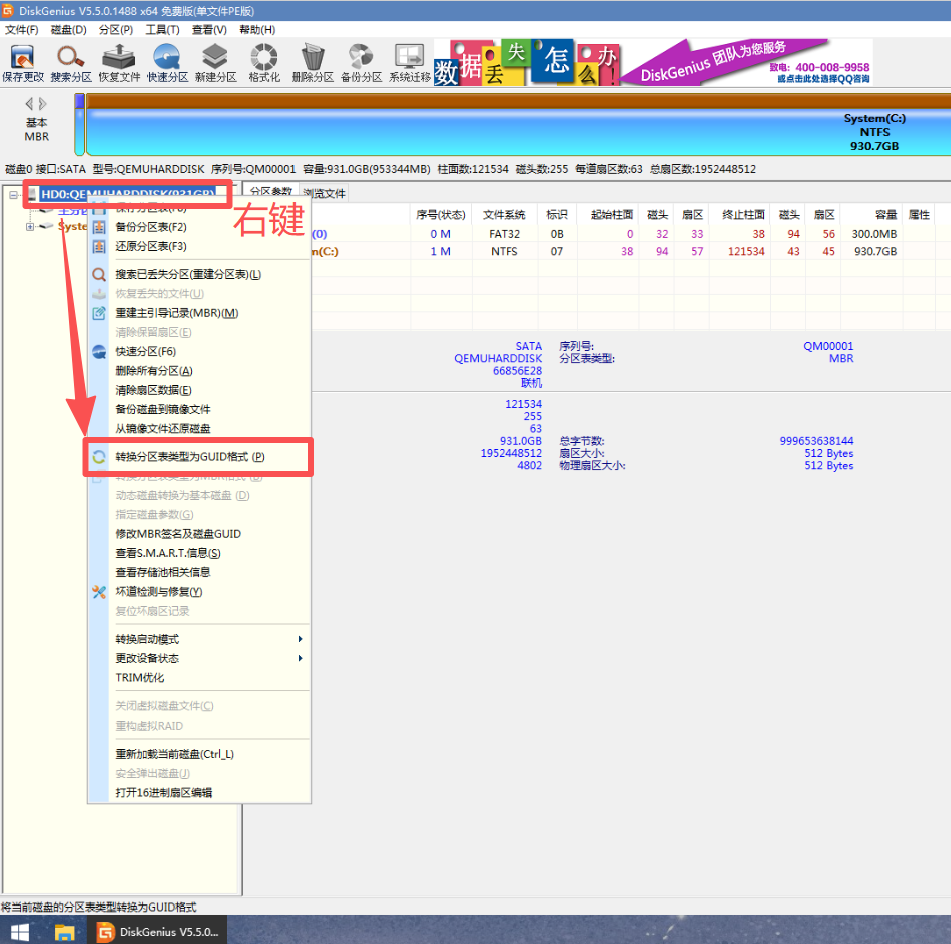 DiskGenius V5.5.0.1488 x64 免费版(单文件PE版)
文件(F) 磁盘(D) 分区(P) 工具(T) 查看(V) 帮助(H)
保存更改 搜索分区 恢复文件 快速分区 新建分区 格式化 删除分区 备份分区 系统迁移
数据丢失怎么办!
DiskGenius 团队为您服务
致电: 400-008-9958
或点击此处选择QQ咨询
基本
MBR
System(C:)
NTFS
930.7GB
磁盘0 接口:SATA 型号:QEMUHARDDISK 序列号:QM00001 容量:931.0GB(953344MB) 柱面数:121534 磁头数:255 每道扇区数:63 总扇区数:1952448512
HD0:QEMUHARDDISK(931GB)
主分区
Syste
右键
分区参数 浏览文件
序号(状态) 文件系统 标识 起始柱面 磁头 扇区 终止柱面 磁头 扇区 容量 属性
(0) 0 M FAT32 0B 0 32 33 38 94 56 300.0MB
m(C:) 1 M NTFS 07 38 94 57 121534 43 45 930.7GB
SATA 序列号: QM00001
QEMUHARDDISK 分区表类型: MBR
66856E28
联机
121534
255
63
931.0GB 总字节数: 999653638144
1952448512 扇区大小: 512 Bytes
4802 物理扇区大小: 512 Bytes
保存分区表(F8)
备份分区表(F2)
还原分区表(F3)
搜索已丢失分区(重建分区表)(L)
恢复丢失的文件(U)
重建主引导记录(MBR)(M)
清除保留扇区(E)
快速分区(F6)
删除所有分区(A)
清除扇区数据(E)
备份磁盘到镜像文件
从镜像文件还原磁盘
转换分区表类型为GUID格式 (P)
转换分区表类型为MBR格式
动态磁盘转换为基本磁盘 (D)
指定磁盘参数(G)
修改MBR签名及磁盘GUID
查看S.M.A.R.T.信息(S)
查看存储池相关信息
坏道检测与修复(Y)
复位坏扇区记录
转换启动模式
更改设备状态
TRIM优化
关闭虚拟磁盘文件(C)
重构虚拟RAID
重新加载当前磁盘(Ctrl_L)
安全弹出磁盘(J)
打开16进制扇区编辑
将当前磁盘的分区表类型转换为GUID格式
DiskGenius V5.5.0...